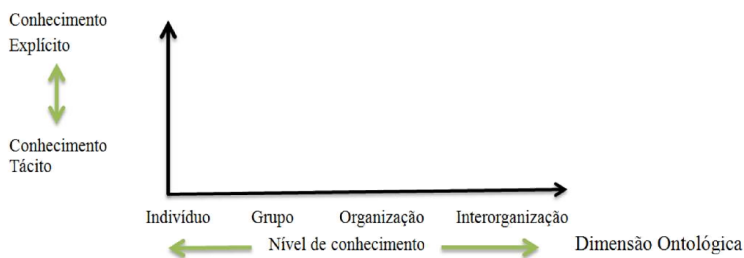 Conhecimento
Explícito
Conhecimento
Tácito
Indivíduo Grupo Organização Interorganização
Nível de conhecimento Dimensão Ontológica